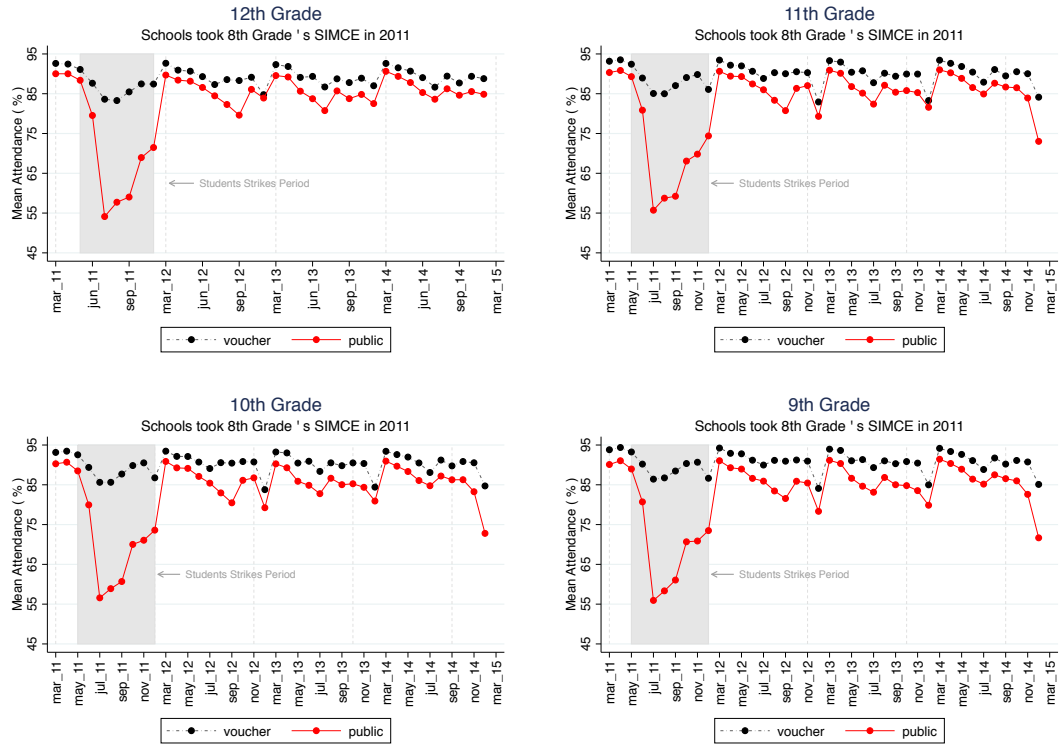 12th Grade
Schools took 8th Grade ' s SIMCE in 2011
Mean Attendance ( % )
95
85
75
65
55
45
Students Strikes Period
mar_11
jun_11
sep_11
mar_12
jun_12
sep_12
mar_13
jun_13
sep_13
mar_14
jun_14
sep_14
mar_15
voucher public
11th Grade
Schools took 8th Grade ' s SIMCE in 2011
Mean Attendance ( % )
95
85
75
65
55
45
Students Strikes Period
mar_11
may_11
jul_11
sep_11
nov_11
mar_12
may_12
jul_12
sep_12
nov_12
mar_13
may_13
jul_13
sep_13
nov_13
mar_14
may_14
jul_14
sep_14
nov_14
mar_15
voucher public
10th Grade
Schools took 8th Grade ' s SIMCE in 2011
Mean Attendance ( % )
95
85
75
65
55
45
Students Strikes Period
mar_11
may_11
jul_11
sep_11
nov_11
mar_12
may_12
jul_12
sep_12
nov_12
mar_13
may_13
jul_13
sep_13
nov_13
mar_14
may_14
jul_14
sep_14
nov_14
mar_15
voucher public
9th Grade
Schools took 8th Grade ' s SIMCE in 2011
Mean Attendance ( % )
95
85
75
65
55
45
Students Strikes Period
mar_11
may_11
jul_11
sep_11
nov_11
mar_12
may_12
jul_12
sep_12
nov_12
mar_13
may_13
jul_13
sep_13
nov_13
mar_14
may_14
jul_14
sep_14
nov_14
mar_15
voucher public